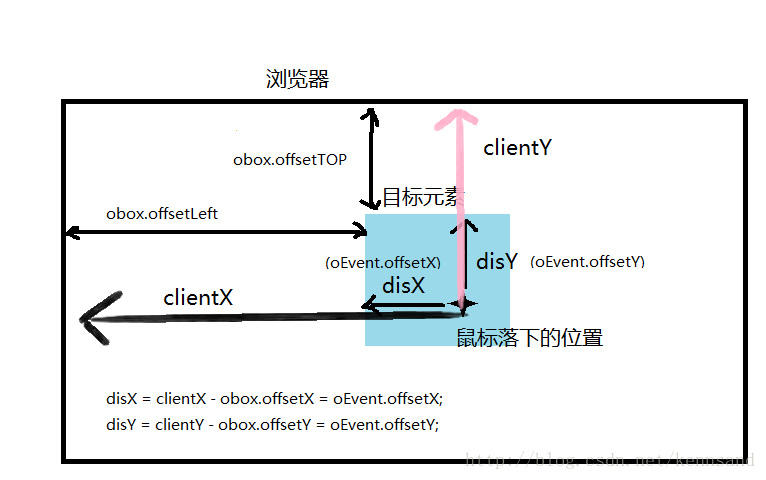 浏览器
clientY
obox.offsetTOP
目标元素
obox.offsetLeft
(oEvent.offsetX)
disY (oEvent.offsetY)
disX
clientX
鼠标落下的位置
disX = clientX - obox.offsetX = oEvent.offsetX;
disY = clientY - obox.offsetY = oEvent.offsetY;
http://blog.csdn.net/kennsand